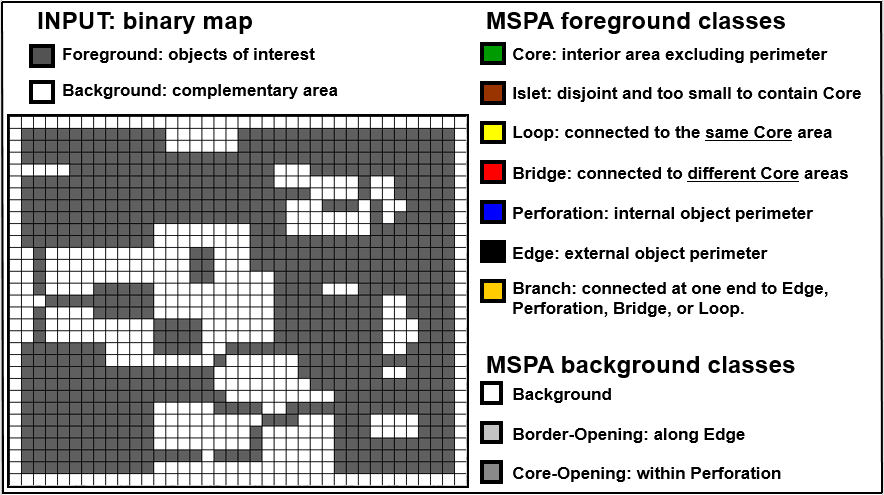 INPUT: binary map
Foreground: objects of interest
Background: complementary area
MSPA foreground classes
Core: interior area excluding perimeter
Islet: disjoint and too small to contain Core
Loop: connected to the same Core area
Bridge: connected to different Core areas
Perforation: internal object perimeter
Edge: external object perimeter
Branch: connected at one end to Edge,
Perforation, Bridge, or Loop.
MSPA background classes
Background
Border-Opening: along Edge
Core-Opening: within Perforation